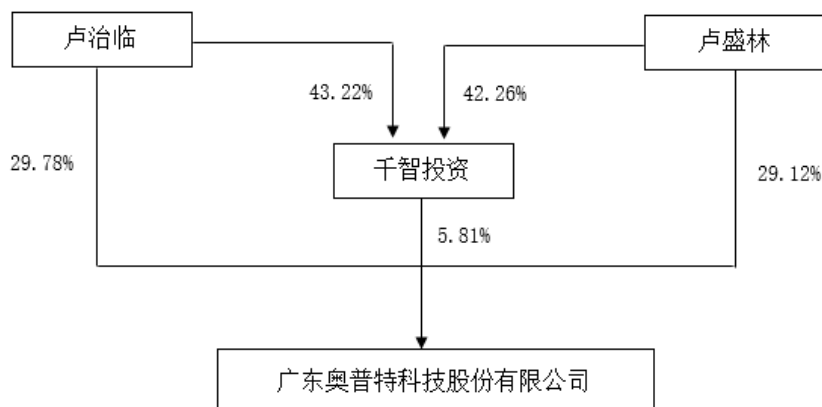 卢治临
卢盛林
43.22%
42.26%
29.78%
千智投资
29.12%
5.81%
广东奥普特科技股份有限公司